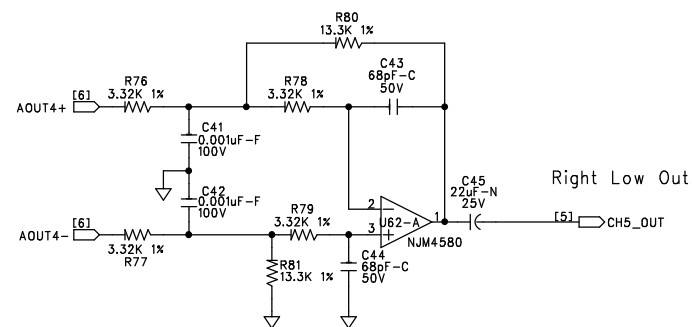 R80
13.3K 1%
C43
68pF-C
50V
R76
3.32K 1%
R78
3.32K 1%
[6]
AOUT4+
C41
0.001uF-F
100V
C42
0.001uF-F
100V
Right Low Out
C45
22uF-N
25V
R79
3.32K 1%
2
U62-A
1
3
NJM4580
[5]
CH5_OUT
[6]
AOUT4-
3.32K 1%
R77
R81
13.3K 1%
C44
68pF-C
50V